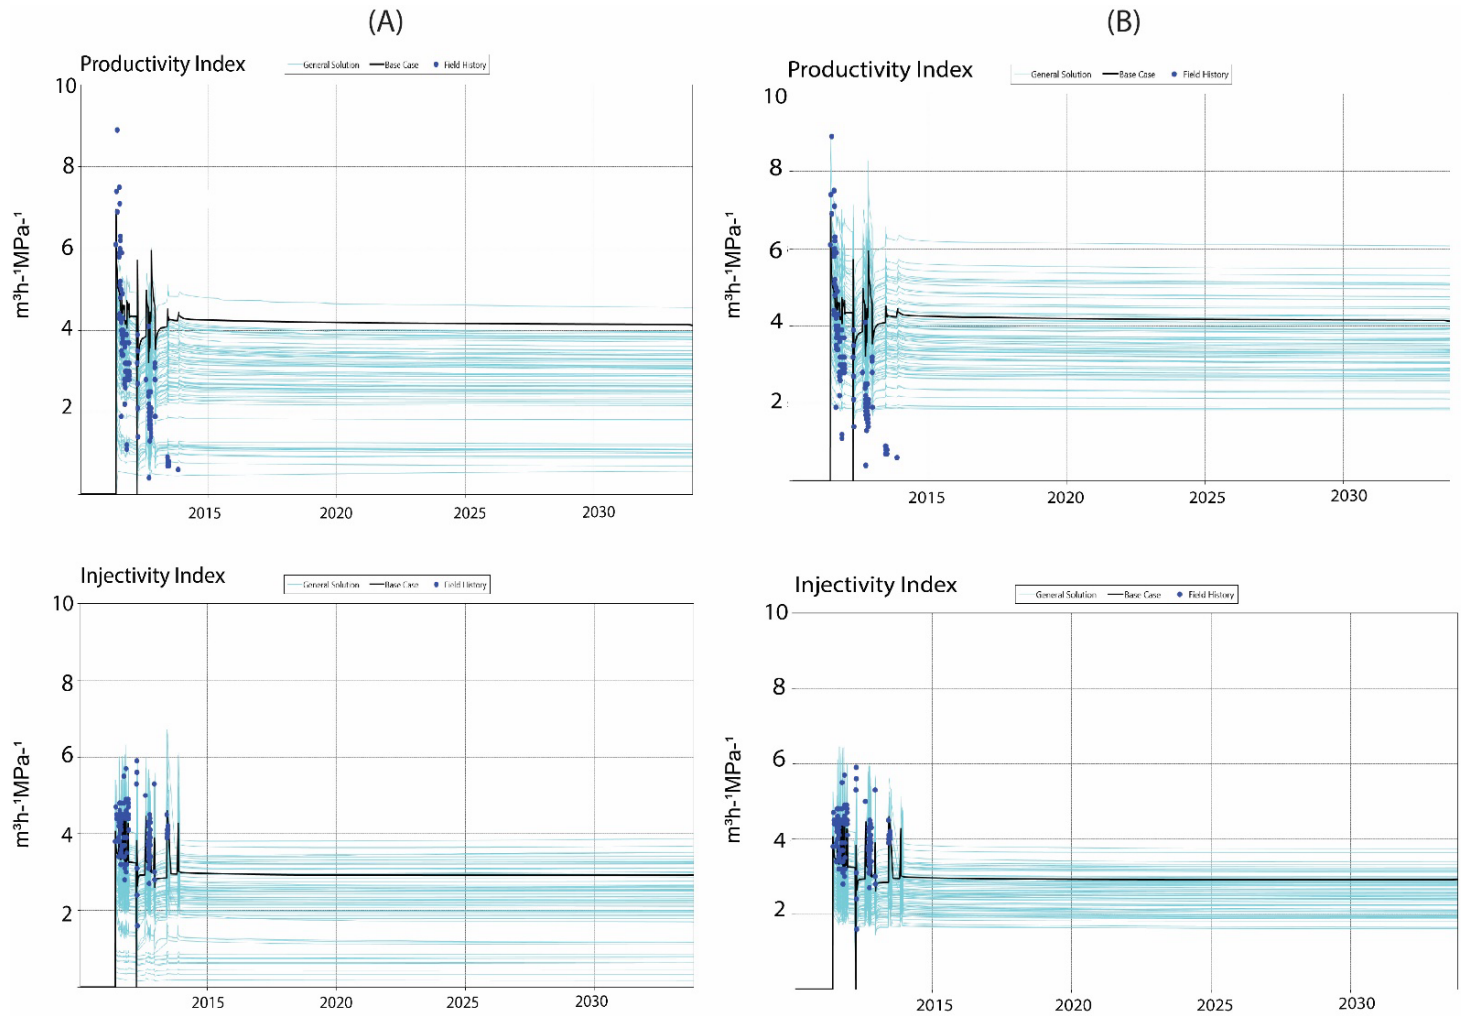 (A)
(B)
Productivity Index
General Solution Base Case Field History
10
8
6
4
2
m³h-¹MPa-¹
2015 2020 2025 2030
Productivity Index
General Solution Base Case Field History
10
8
6
4
2
m³h-¹MPa-¹
2015 2020 2025 2030
Injectivity Index
General Solution Base Case Field History
10
8
6
4
2
m³h-¹MPa-¹
2015 2020 2025 2030
Injectivity Index
General Solution Base Case Field History
10
8
6
4
2
m³h-¹MPa-¹
2015 2020 2025 2030